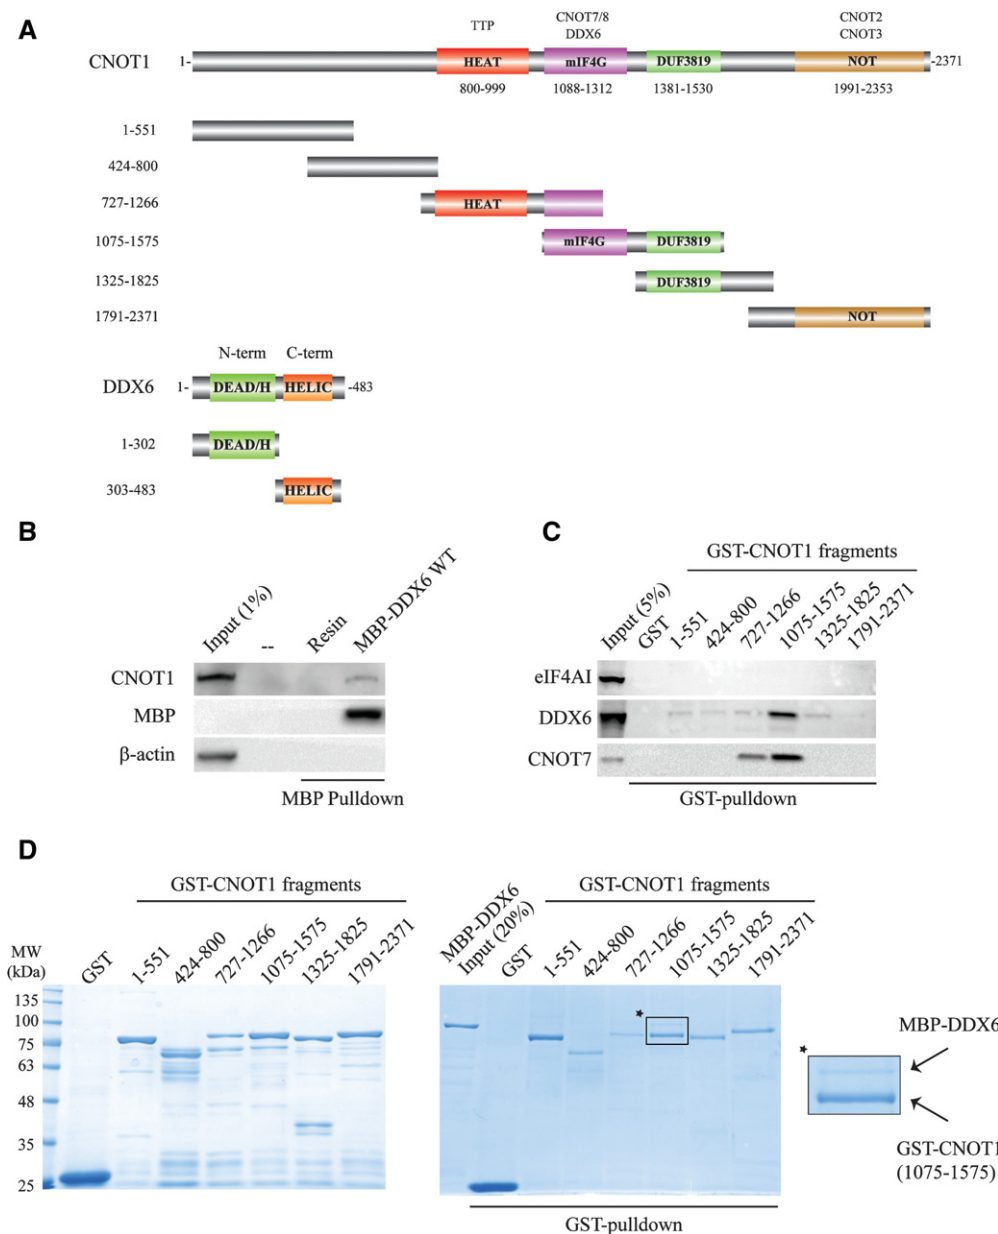 A
TTP
CNOT7/8
DDX6
CNOT2
CNOT3
CNOT1 1- HEAT mIF4G DUF3819 NOT -2371
800-999 1088-1312 1381-1530 1991-2353
1-551
424-800
727-1266 HEAT
1075-1575 mIF4G DUF3819
1325-1825 DUF3819
1791-2371 NOT
N-term C-term
DDX6 1- DEAD/H HELIC -483
1-302 DEAD/H
303-483 HELIC
B
Input (1%)
--
Resin
MBP-DDX6 WT
CNOT1
MBP
β-actin
MBP Pulldown
C
GST-CNOT1 fragments
Input (5%)
GST
1-551
424-800
727-1266
1075-1575
1325-1825
1791-2371
eIF4AI
DDX6
CNOT7
GST-pulldown
D
GST-CNOT1 fragments
MW
(kDa)
GST
1-551
424-800
727-1266
1075-1575
1325-1825
1791-2371
135
100
75
63
48
35
25
GST-CNOT1 fragments
MBP-DDX6
Input (20%)
GST
1-551
424-800
727-1266
1075-1575
1325-1825
1791-2371
*
GST-pulldown
*
MBP-DDX6
GST-CNOT1
(1075-1575)